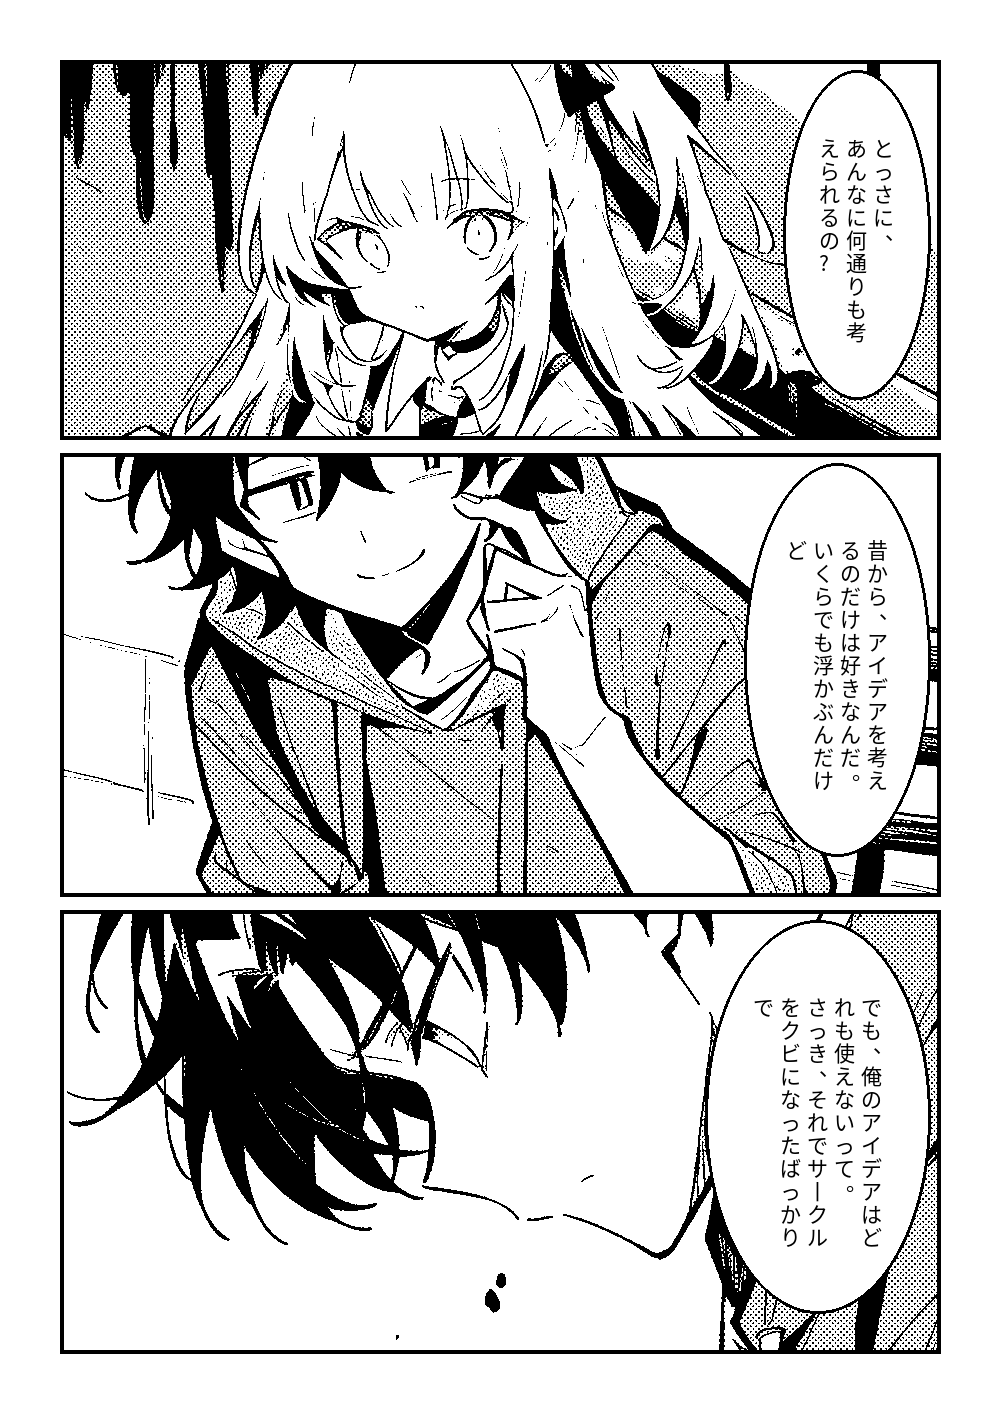 とっさに、
あんなに何通りも考
えられるの?
昔から、アイデアを考え
るのだけは好きなんだ。
いくらでも浮かぶんだけ
ど
でも、俺のアイデアはど
れも使えないって。
さっき、それでサークル
をクビになったばっかり
で